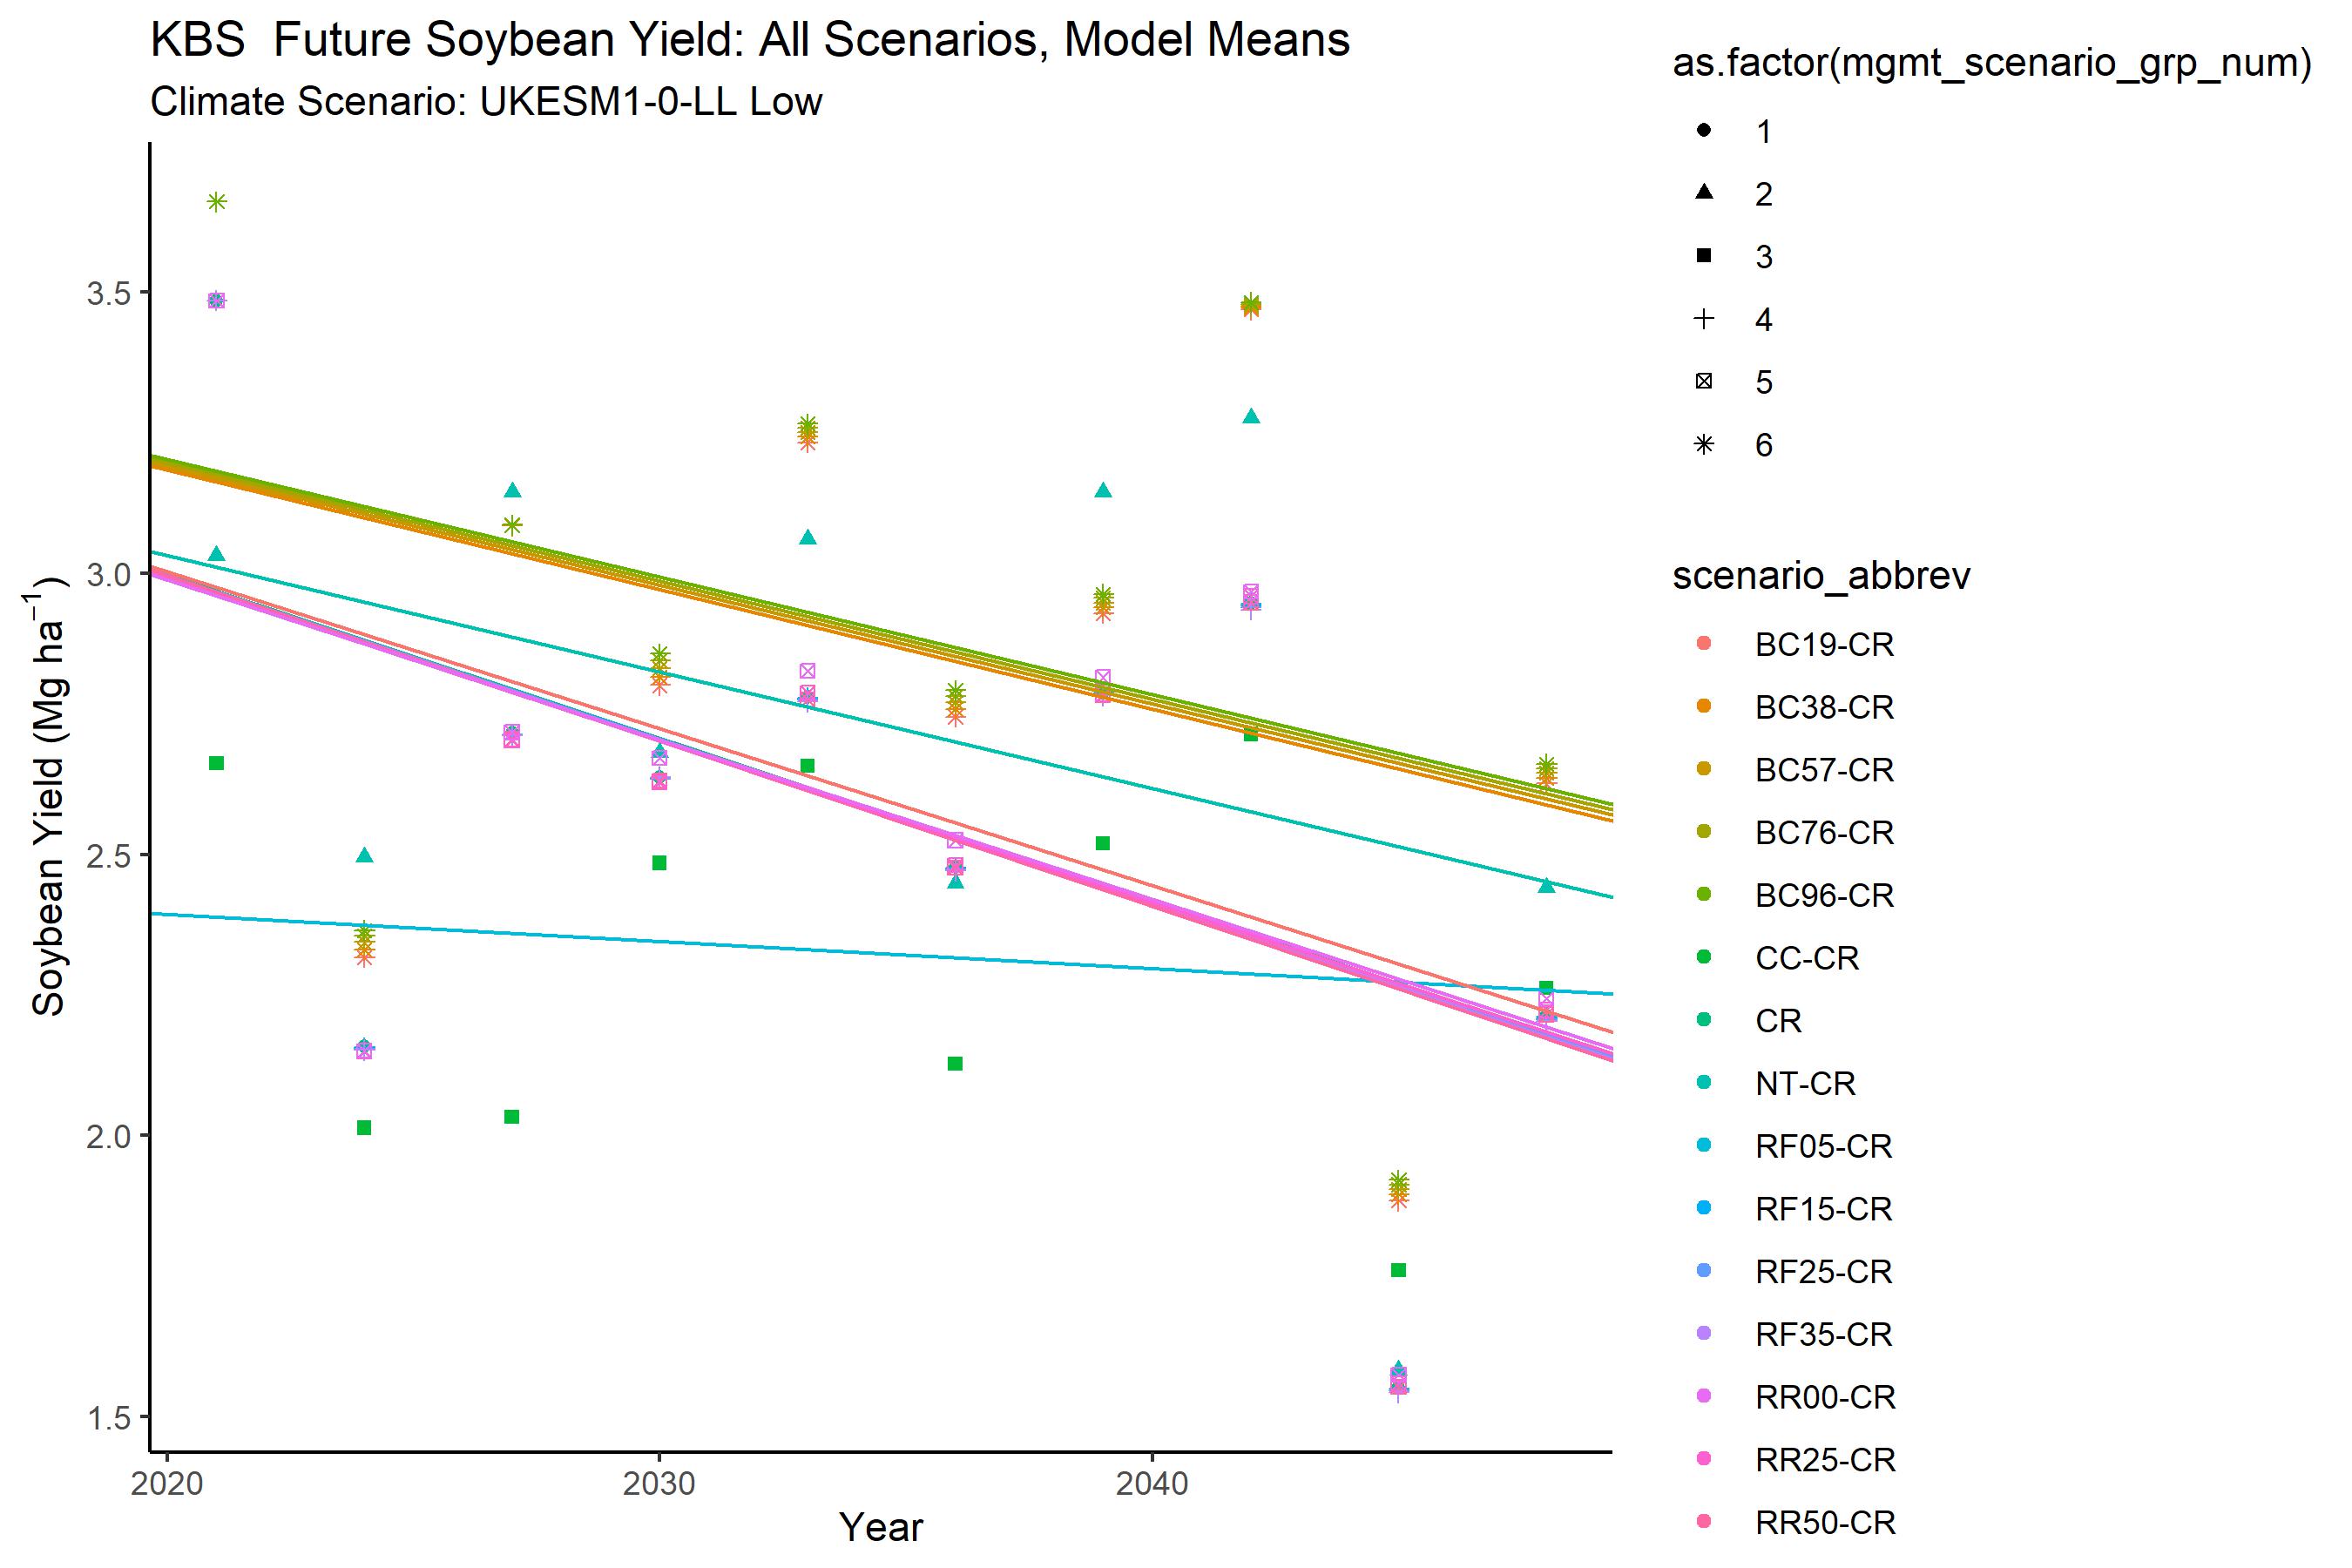 KBS  Future Soybean Yield: All Scenarios, Model Means
Climate Scenario: UKESM1-0-LL Low
Soybean Yield (Mg ha⁻¹)
3.5
3.0
2.5
2.0
1.5
2020
2030
2040
Year
as.factor(mgmt_scenario_grp_num)
1
2
3
4
5
6
scenario_abbrev
BC19-CR
BC38-CR
BC57-CR
BC76-CR
BC96-CR
CC-CR
CR
NT-CR
RF05-CR
RF15-CR
RF25-CR
RF35-CR
RR00-CR
RR25-CR
RR50-CR